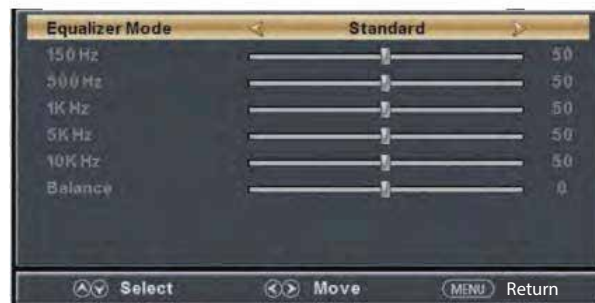 Equalizer Mode Standard
150 Hz 50
500 Hz 50
1K Hz 50
5K Hz 50
10K Hz 50
Balance 0
Select Move MENU Return